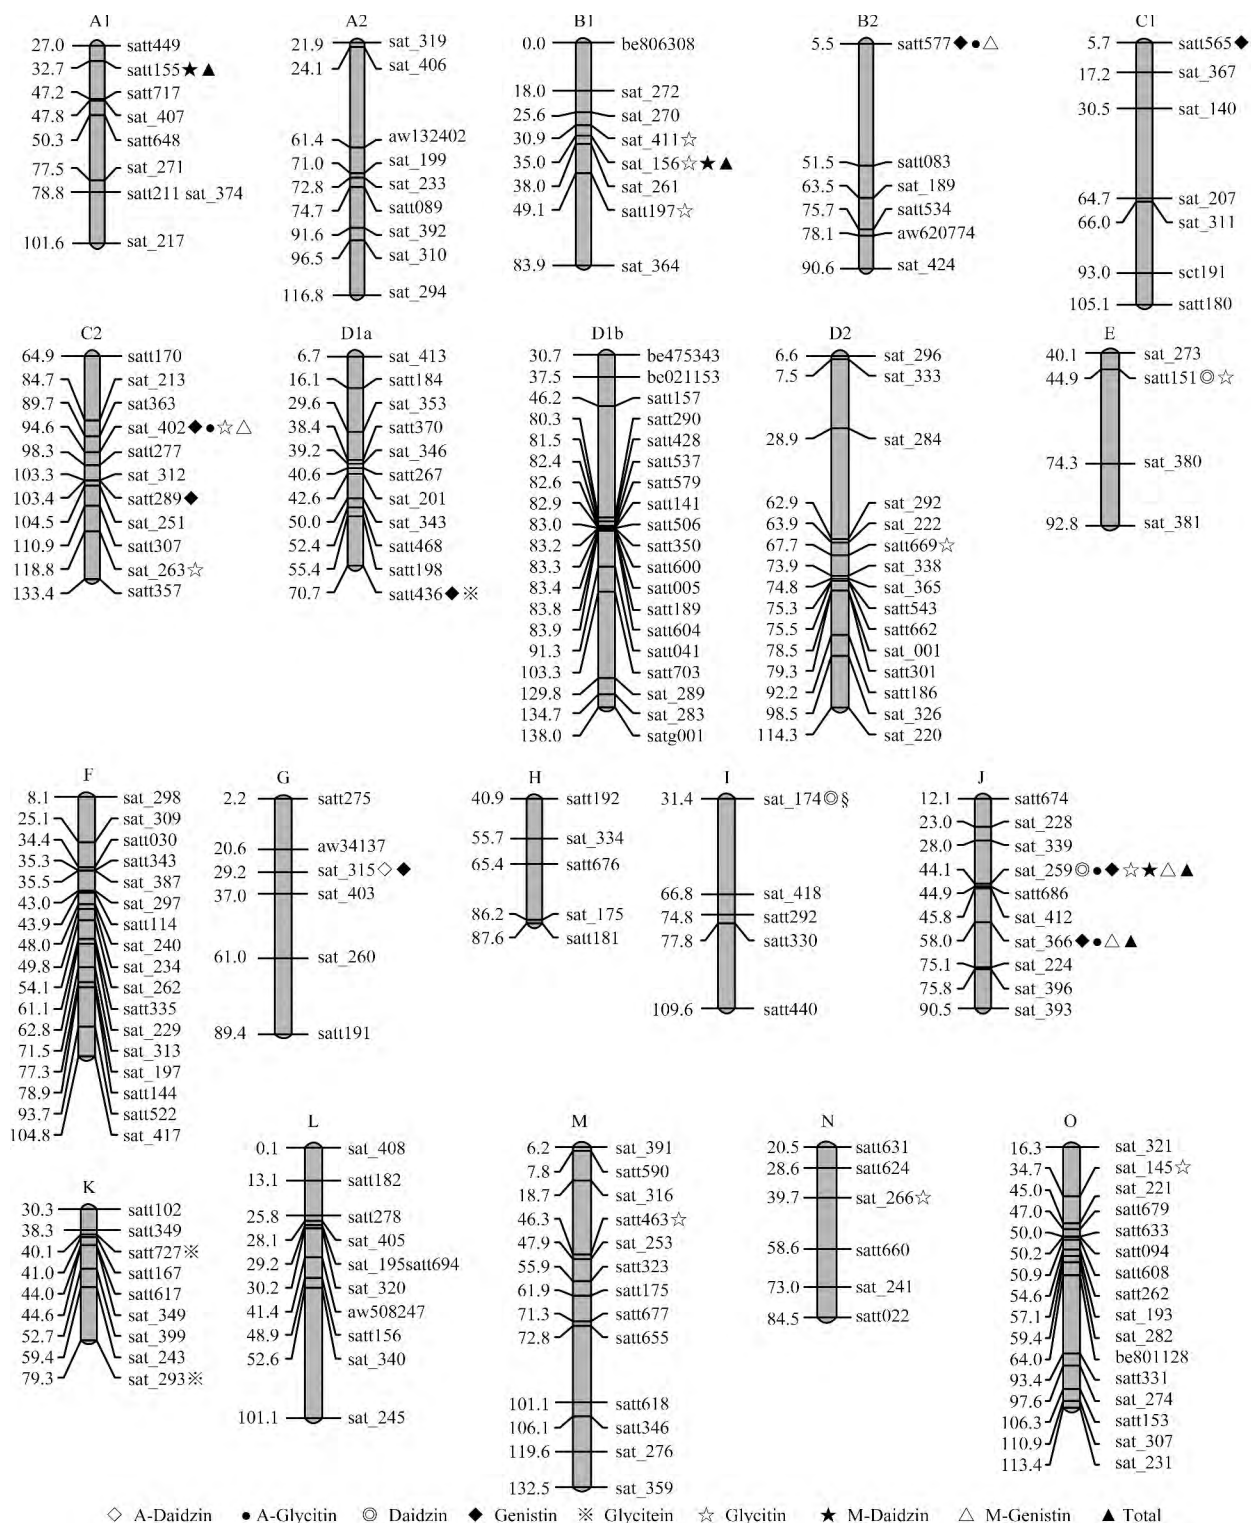 A1
27.0 satt449
32.7 satt155★▲
47.2 satt717
47.8 sat_407
50.3 satt648
77.5 sat_271
78.8 satt211 sat_374
101.6 sat_217
A2
21.9 sat_319
24.1 sat_406
61.4 aw132402
71.0 sat_199
72.8 sat_233
74.7 satt089
91.6 sat_392
96.5 sat_310
116.8 sat_294
B1
0.0 be806308
18.0 sat_272
25.6 sat_270
30.9 sat_411☆
35.0 sat_156☆★▲
38.0 sat_261
49.1 satt197☆
83.9 sat_364
B2
5.5 satt577◆●△
51.5 satt083
63.5 sat_189
75.7 satt534
78.1 aw620774
90.6 sat_424
C1
5.7 satt565◆
17.2 sat_367
30.5 sat_140
64.7 sat_207
66.0 sat_311
93.0 sct191
105.1 satt180
C2
64.9 satt170
84.7 sat_213
89.7 sat363
94.6 sat_402◆●☆△
98.3 satt277
103.3 sat_312
103.4 satt289◆
104.5 sat_251
110.9 satt307
118.8 sat_263☆
133.4 satt357
D1a
6.7 sat_413
16.1 satt184
29.6 sat_353
38.4 satt370
39.2 sat_346
40.6 satt267
42.6 sat_201
50.0 sat_343
52.4 satt468
55.4 satt198
70.7 satt436◆※
D1b
30.7 be475343
37.5 be021153
46.2 satt157
80.3 satt290
81.5 satt428
82.4 satt537
82.6 satt579
82.9 satt141
83.0 satt506
83.2 satt350
83.3 satt600
83.4 satt005
83.8 satt189
83.9 satt604
91.3 satt041
103.3 satt703
129.8 sat_289
134.7 sat_283
138.0 satg001
D2
6.6 sat_296
7.5 sat_333
28.9 sat_284
62.9 sat_292
63.9 sat_222
67.7 satt669☆
73.9 sat_338
74.8 sat_365
75.3 satt543
75.5 satt662
78.5 sat_001
79.3 satt301
92.2 satt186
98.5 sat_326
114.3 sat_220
E
40.1 sat_273
44.9 satt151◎☆
74.3 sat_380
92.8 sat_381
F
8.1 sat_298
25.1 sat_309
34.4 satt030
35.3 satt343
35.5 sat_387
43.0 sat_297
43.9 satt114
48.0 sat_240
49.8 sat_234
54.1 sat_262
61.1 satt335
62.8 sat_229
71.5 sat_313
77.3 sat_197
78.9 satt144
93.7 satt522
104.8 sat_417
G
2.2 satt275
20.6 aw34137
29.2 sat_315◇◆
37.0 sat_403
61.0 sat_260
89.4 satt191
H
40.9 satt192
55.7 sat_334
65.4 satt676
86.2 sat_175
87.6 satt181
I
31.4 sat_174◎§
66.8 sat_418
74.8 satt292
77.8 satt330
109.6 satt440
J
12.1 satt674
23.0 sat_228
28.0 sat_339
44.1 sat_259◎●◆☆★△▲
44.9 satt686
45.8 sat_412
58.0 sat_366◆●△▲
75.1 sat_224
75.8 sat_396
90.5 sat_393
K
30.3 satt102
38.3 satt349
40.1 satt727※
41.0 satt167
44.0 satt617
44.6 sat_349
52.7 sat_399
59.4 sat_243
79.3 sat_293※
L
0.1 sat_408
13.1 satt182
25.8 satt278
28.1 sat_405
29.2 sat_195satt694
30.2 sat_320
41.4 aw508247
48.9 satt156
52.6 sat_340
101.1 sat_245
M
6.2 sat_391
7.8 satt590
18.7 sat_316
46.3 satt463☆
47.9 sat_253
55.9 satt323
61.9 satt175
71.3 satt677
72.8 satt655
101.1 satt618
106.1 satt346
119.6 sat_276
132.5 sat_359
N
20.5 satt631
28.6 satt624
39.7 sat_266☆
58.6 satt660
73.0 sat_241
84.5 satt022
O
16.3 sat_321
34.7 sat_145☆
45.0 sat_221
47.0 satt679
50.0 satt633
50.2 satt094
50.9 satt608
54.6 satt262
57.1 sat_193
59.4 sat_282
64.0 be801128
93.4 satt331
97.6 sat_274
106.3 satt153
110.9 sat_307
113.4 sat_231
◇ A-Daidzin ● A-Glycitin ◎ Daidzin ◆ Genistin ※ Glycitein ☆ Glycitin ★ M-Daidzin △ M-Genistin ▲ Total